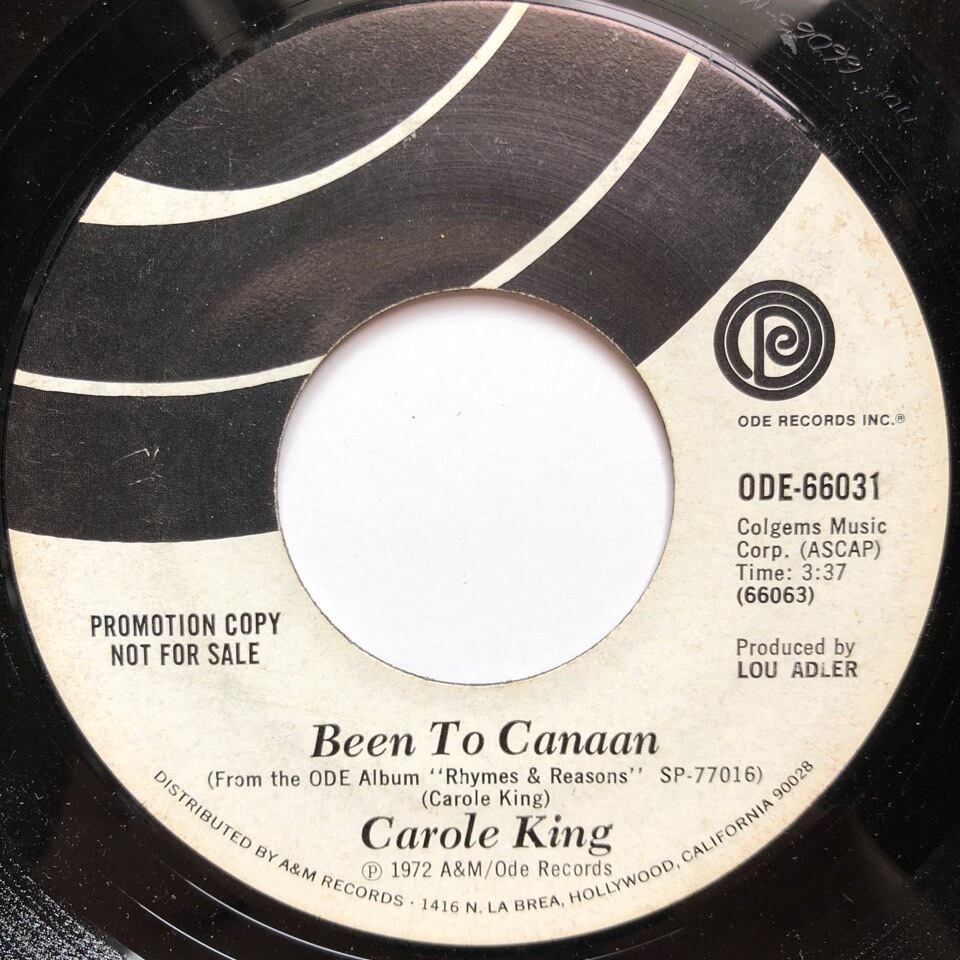 ODE RECORDS INC.®
ODE-66031
Colgems Music
Corp. (ASCAP)
Time: 3:37
(66063)
PROMOTION COPY
NOT FOR SALE
Produced by
LOU ADLER
Been To Canaan
(From the ODE Album "Rhymes & Reasons" SP-77016)
(Carole King)
Carole King
℗ 1972 A&M/Ode Records
DISTRIBUTED BY A&M RECORDS · 1416 N. LA BREA, HOLLYWOOD, CALIFORNIA 90028